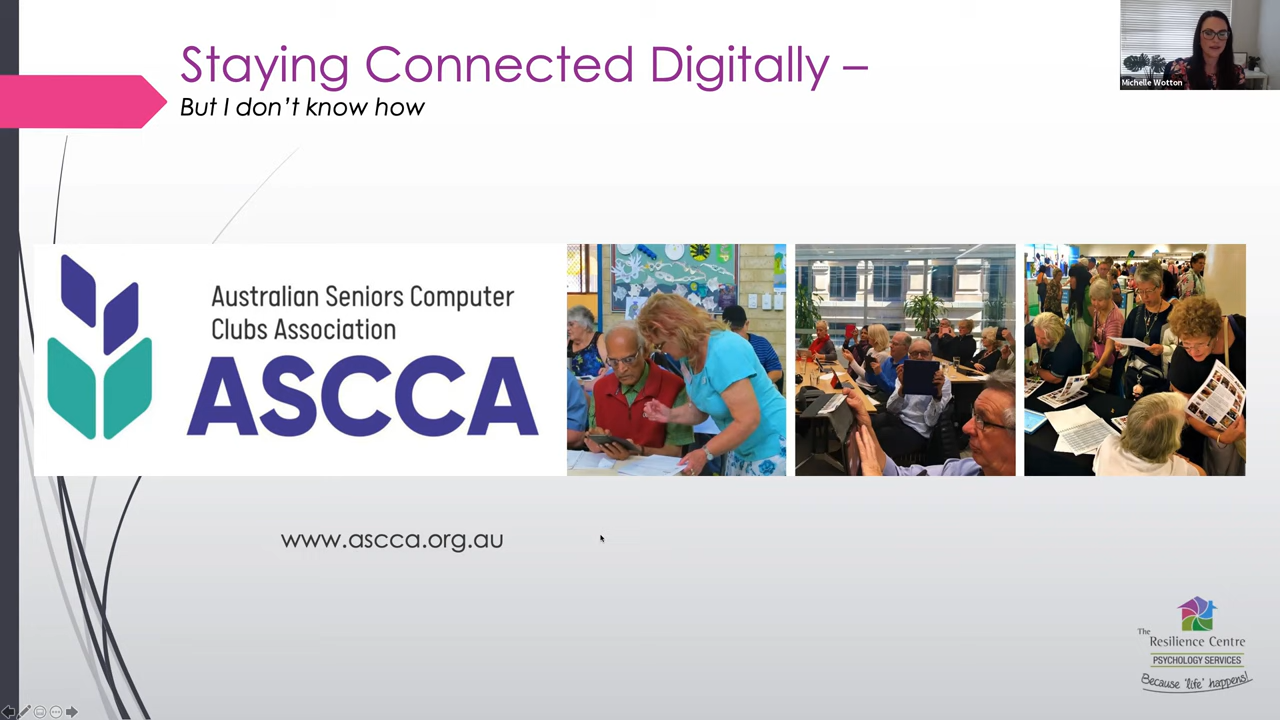 Staying Connected Digitally –
But I don't know how
Michelle Wotton
Australian Seniors Computer
Clubs Association
ASCCA
www.ascca.org.au
The
Resilience Centre
PSYCHOLOGY SERVICES
Because 'life' happens!